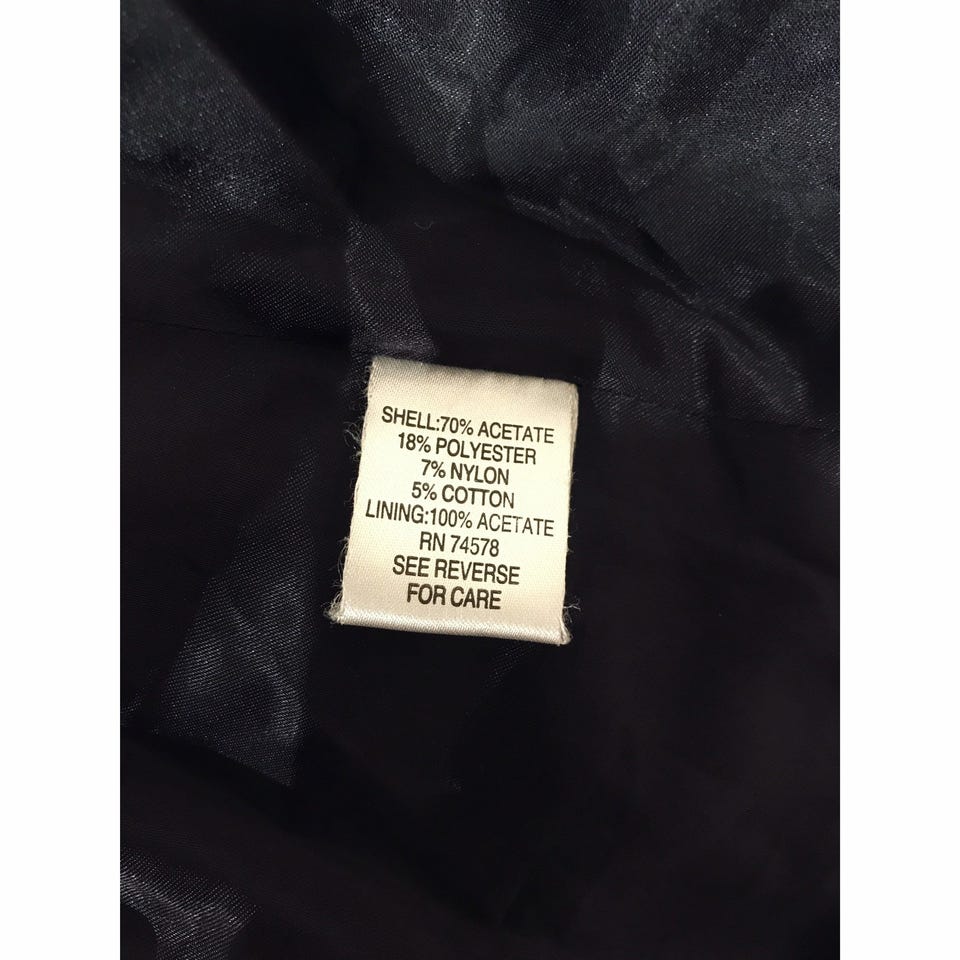 SHELL:70% ACETATE
18% POLYESTER
7% NYLON
5% COTTON
LINING:100% ACETATE
RN 74578
SEE REVERSE
FOR CARE